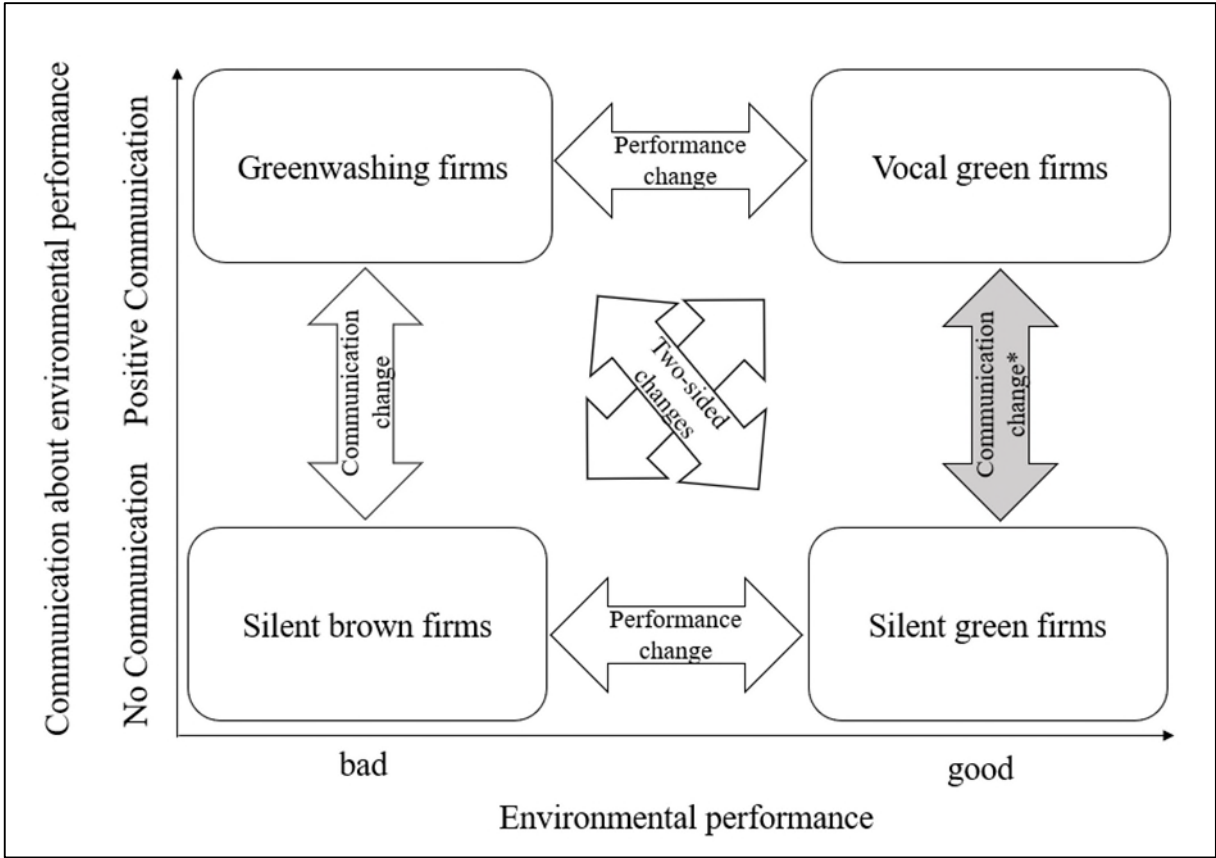 Communication about environmental performance
Positive Communication
No Communication
Greenwashing firms
Performance
change
Vocal green firms
Communication
change
Two-sided
changes
Communication
change*
Silent brown firms
Performance
change
Silent green firms
bad
good
Environmental performance